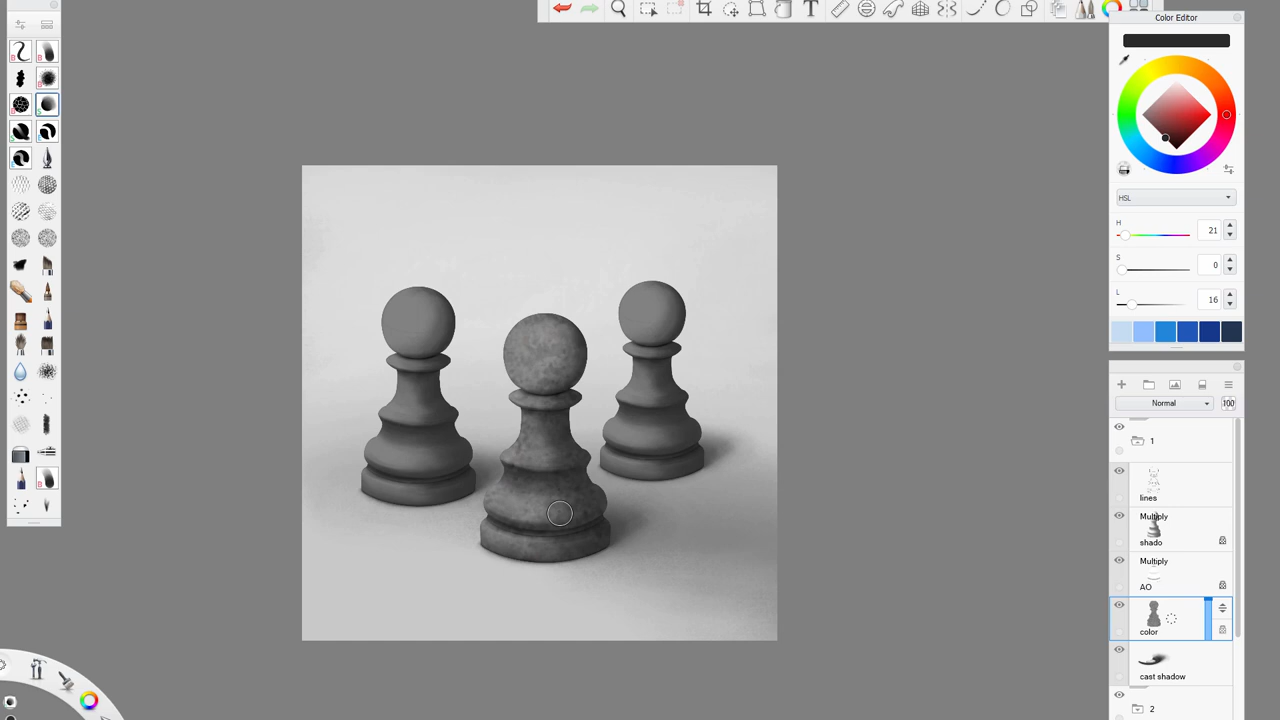 Color Editor
HSL
H
21
S
0
L
16
Normal
100
1
lines
Multiply
shado
Multiply
AO
color
cast shadow
2